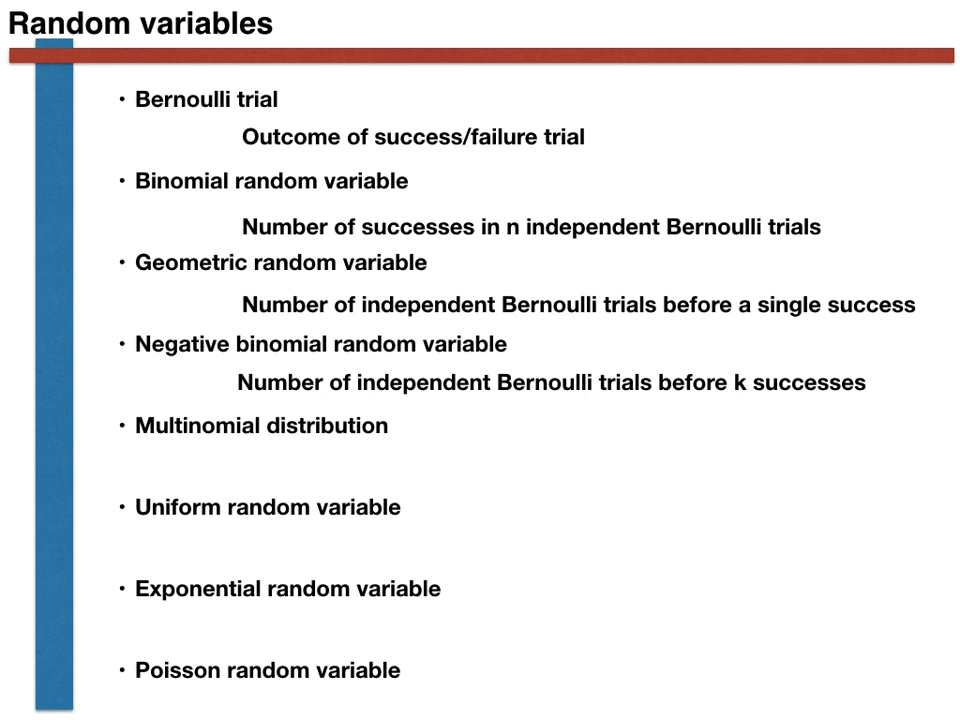 Random variables
• Bernoulli trial
Outcome of success/failure trial
• Binomial random variable
Number of successes in n independent Bernoulli trials
• Geometric random variable
Number of independent Bernoulli trials before a single success
• Negative binomial random variable
Number of independent Bernoulli trials before k successes
• Multinomial distribution
• Uniform random variable
• Exponential random variable
• Poisson random variable